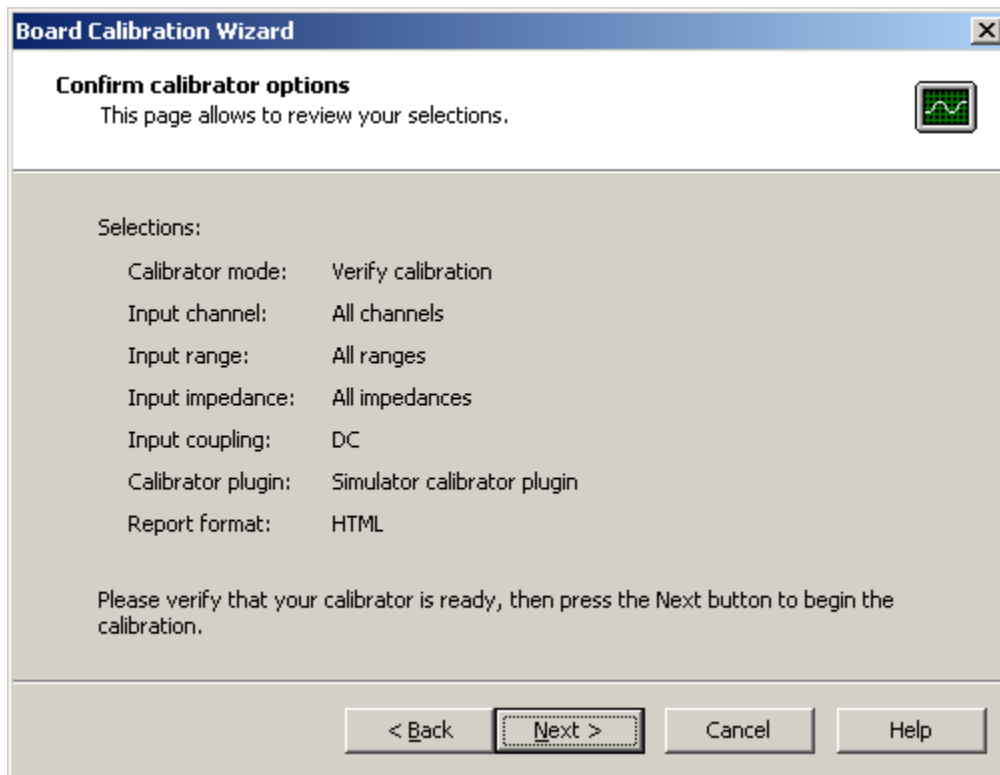 Board Calibration Wizard
Confirm calibrator options
This page allows to review your selections.
Selections:
Calibrator mode: Verify calibration
Input channel: All channels
Input range: All ranges
Input impedance: All impedances
Input coupling: DC
Calibrator plugin: Simulator calibrator plugin
Report format: HTML
Please verify that your calibrator is ready, then press the Next button to begin the
calibration.
< Back Next > Cancel Help